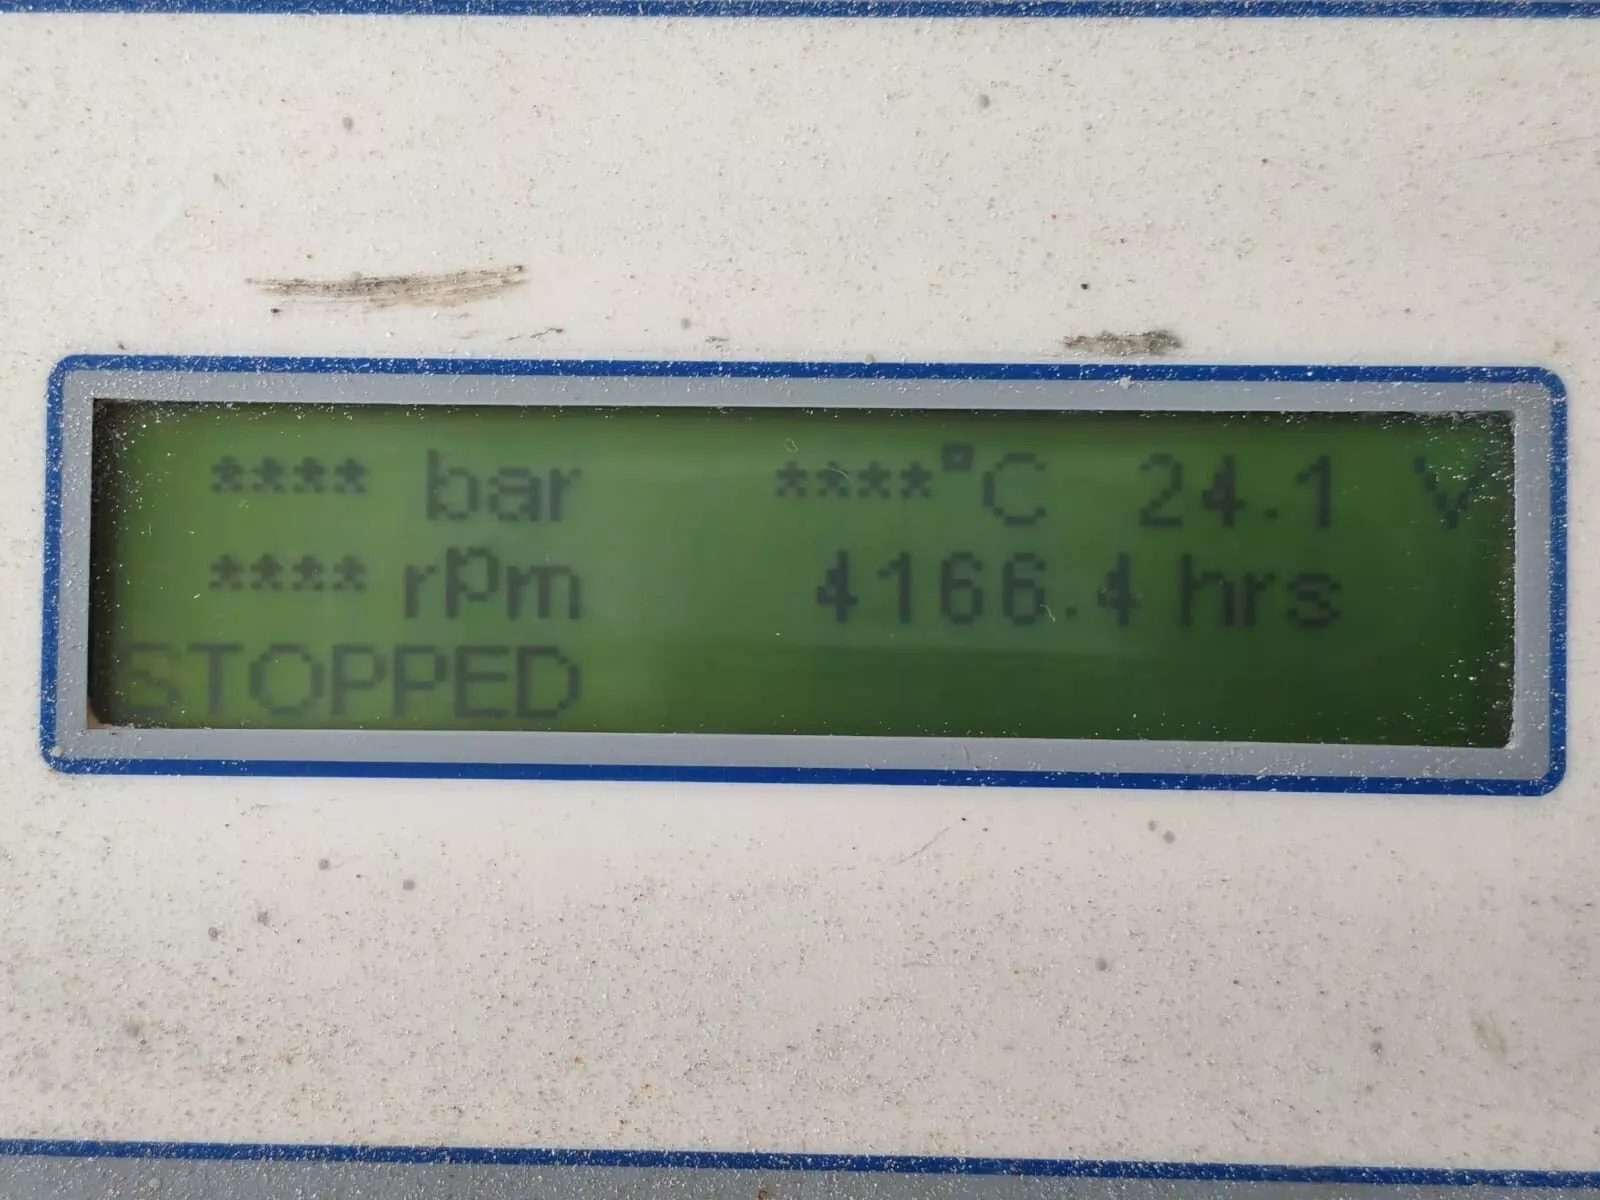 **** bar ****°C 24.1 V
**** rpm 4166.4 hrs
STOPPED